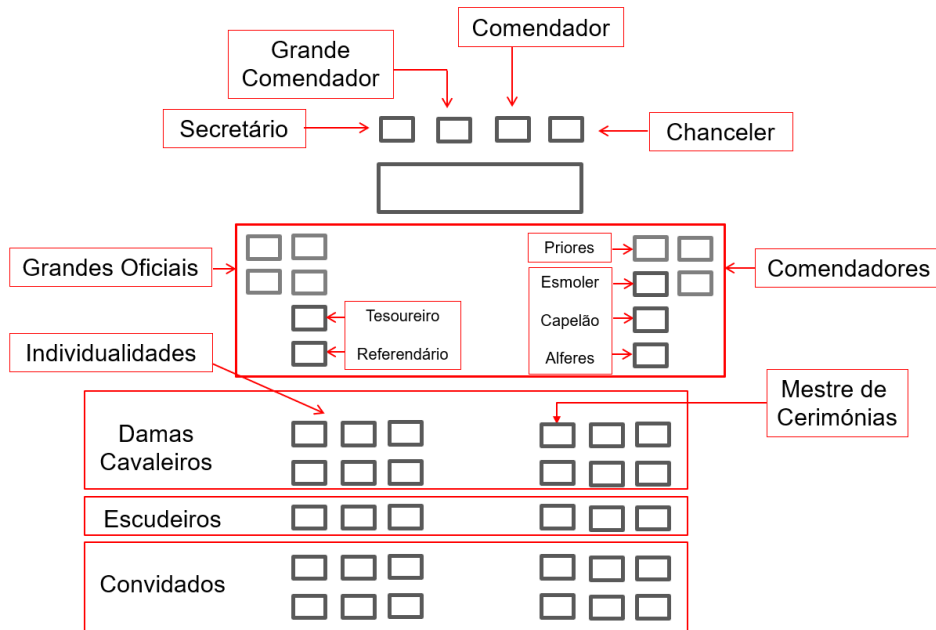 Comendador
Grande
Comendador
Secretário
Chanceler
Grandes Oficiais
Priores
Comendadores
Esmoler
Tesoureiro
Capelão
Individualidades
Referendário
Alferes
Mestre de
Cerimónias
Damas
Cavaleiros
Escudeiros
Convidados